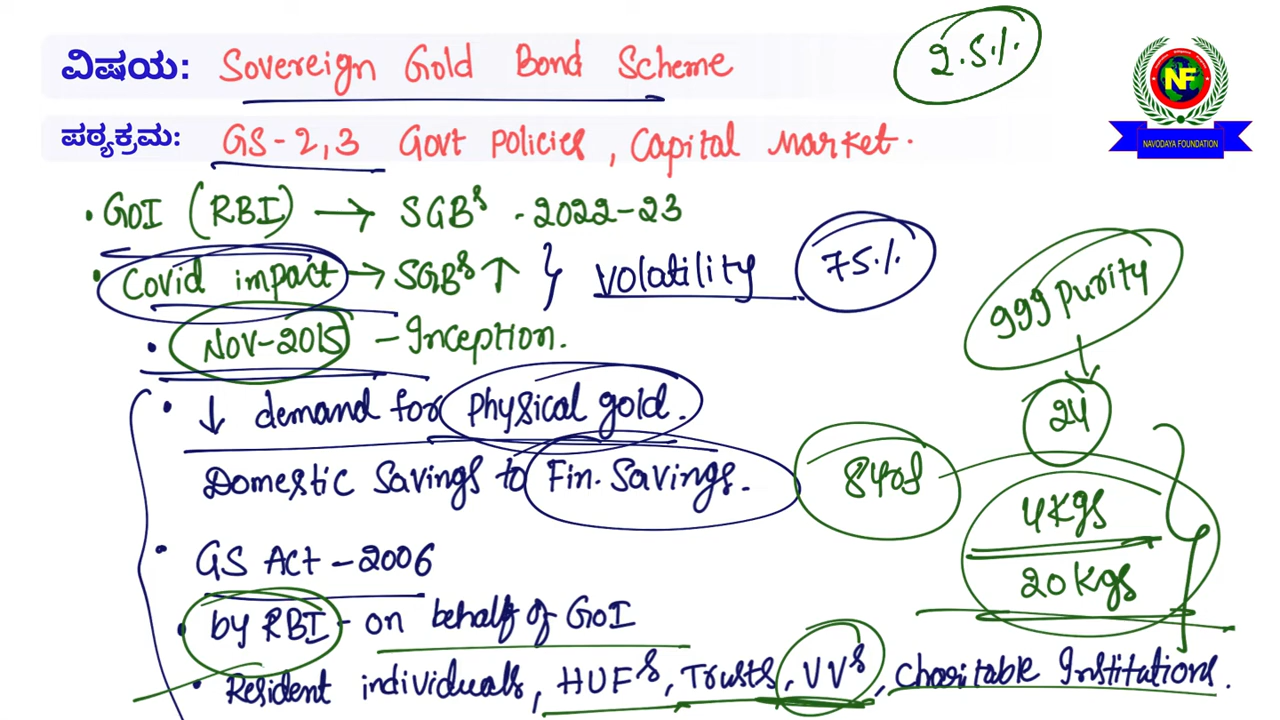 ವಿಷಯ: Sovereign Gold Bond Scheme
2.5%
NF
NAVODAYA FOUNDATION
ಪಠ್ಯಕ್ರಮ: GS-2,3 Govt policies, Capital market.
• GOI (RBI) → SGBs - 2022-23
• Covid impact → SGBs ↑ } volatility
75%
999 purity
• Nov-2015 - Inception.
• ↓ demand for physical gold.
24
Domestic Savings to Fin. Savings.
4Kgs
• GS Act - 2006
20Kgs
• by RBI - on behalf of GOI
• Resident individuals, HUFs, Trusts, VVs, Charitable Institutions.